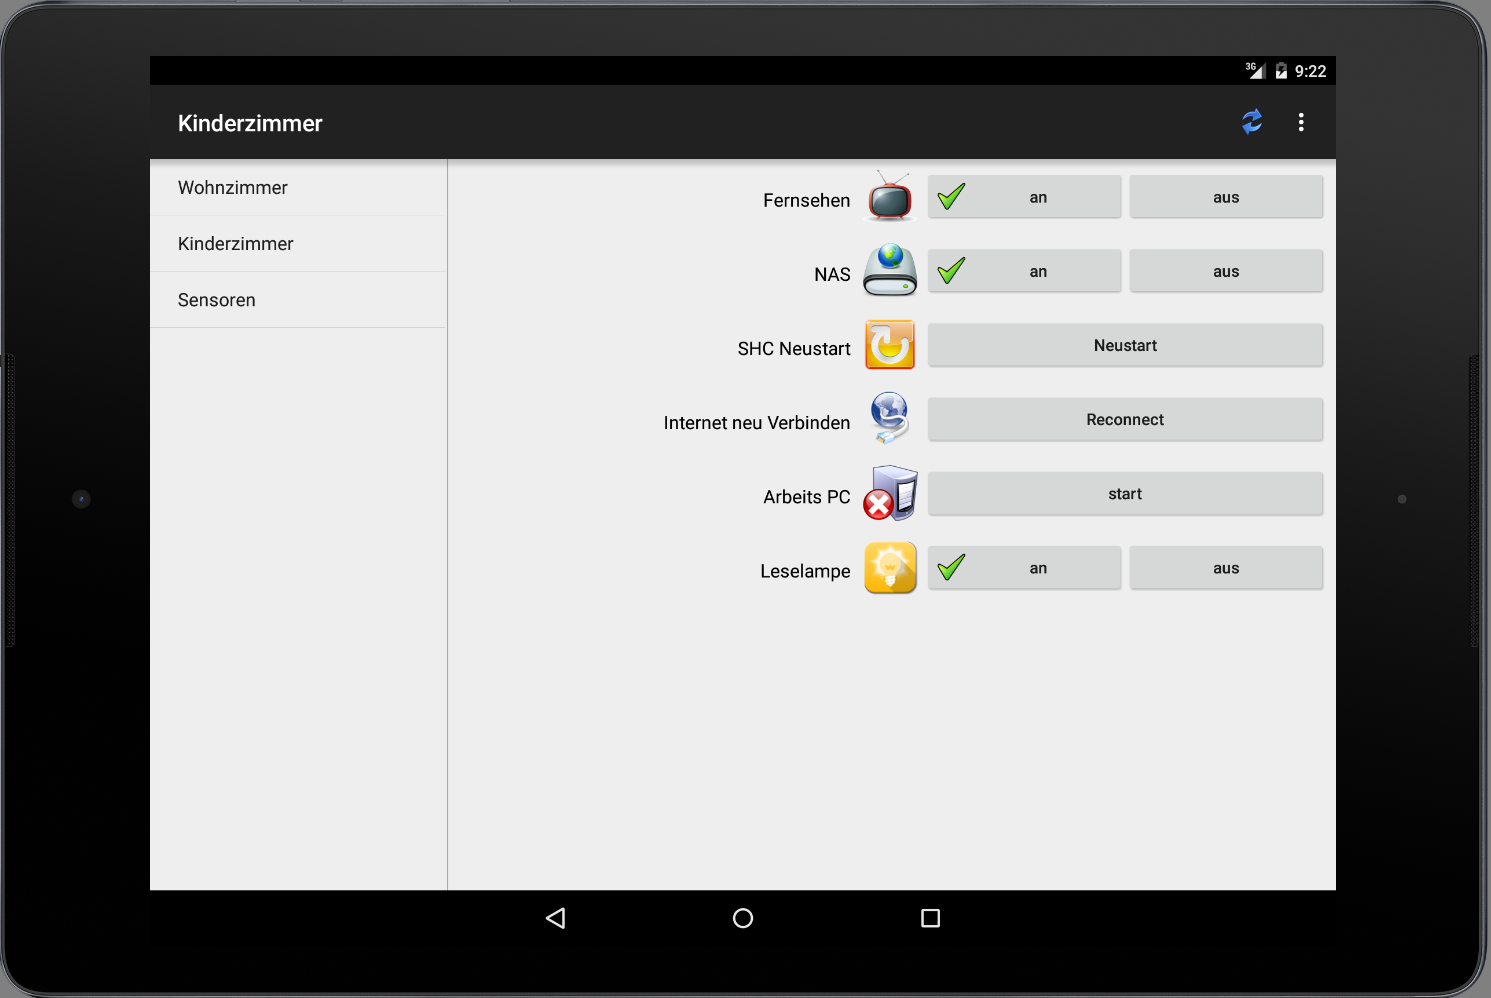 3G 9:22
Kinderzimmer
Wohnzimmer
Kinderzimmer
Sensoren
Fernsehen an aus
NAS an aus
SHC Neustart Neustart
Internet neu Verbinden Reconnect
Arbeits PC start
Leselampe an aus